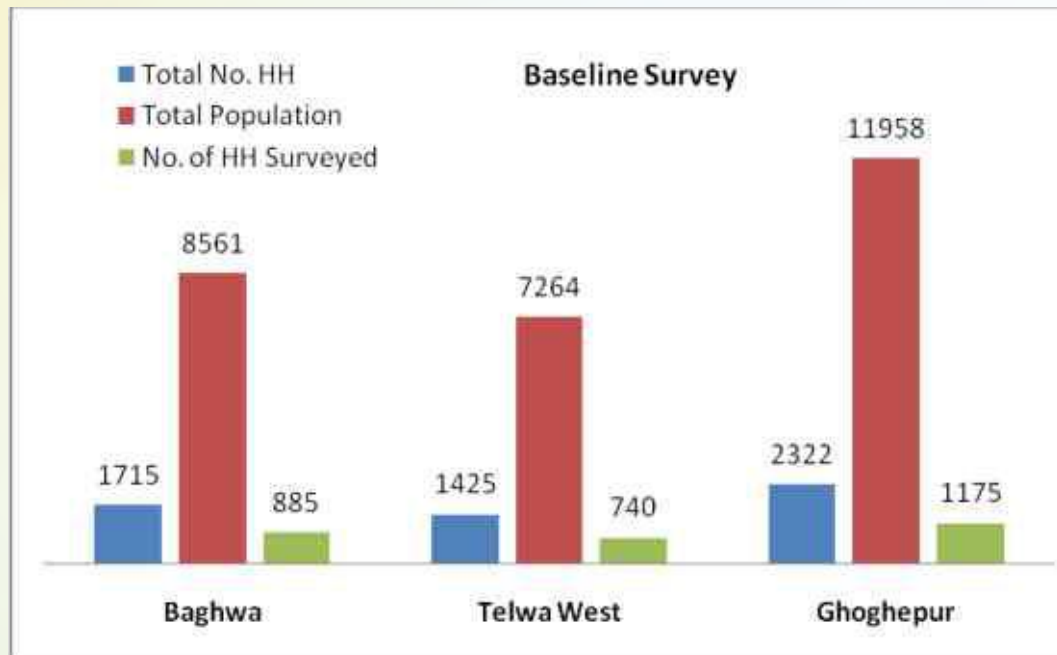 Baseline Survey
Total No. HH
Total Population
No. of HH Surveyed
1715
8561
885
1425
7264
740
2322
11958
1175
Baghwa
Telwa West
Ghoghepur